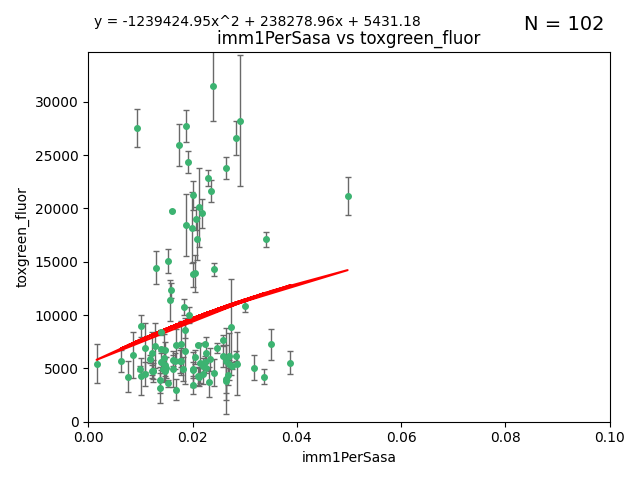 y = -1239424.95x^2 + 238278.96x + 5431.18
N = 102
imm1PerSasa vs toxgreen_fluor
toxgreen_fluor
30000
25000
20000
15000
10000
5000
0
0.00 0.02 0.04 0.06 0.08 0.10
imm1PerSasa